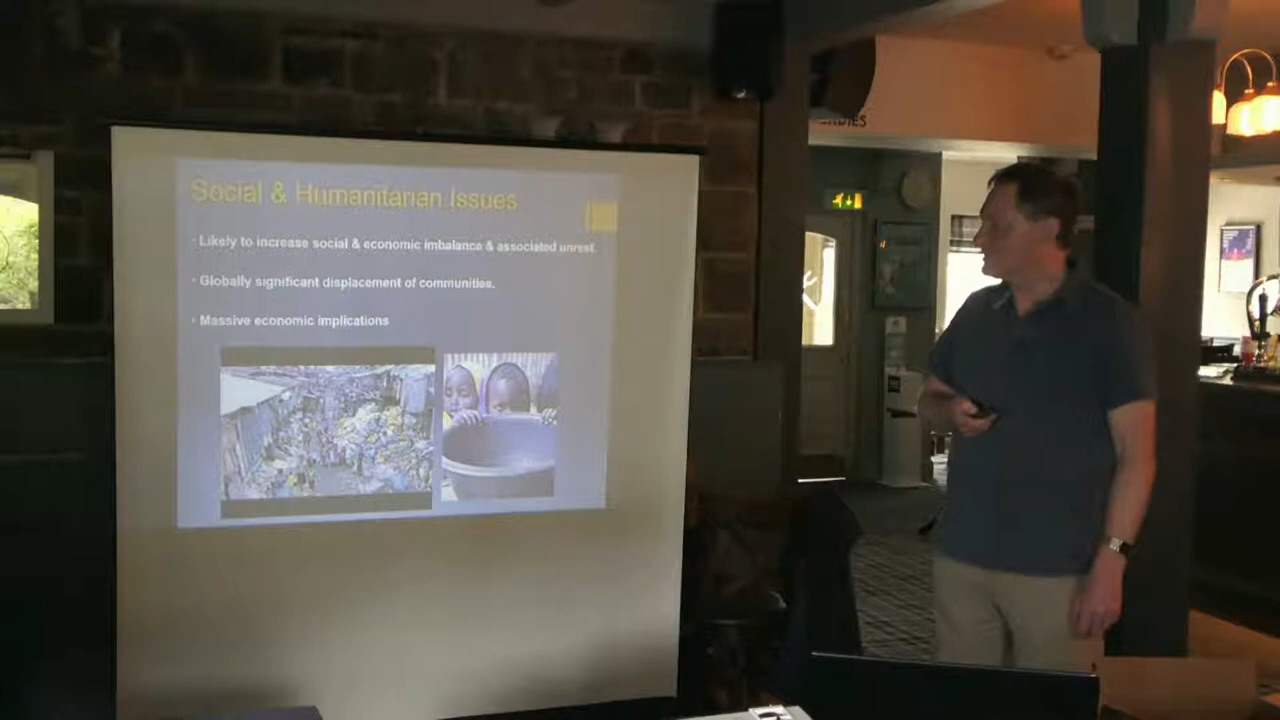 Social & Humanitarian Issues
· Likely to increase social & economic imbalance & associated unrest.
· Globally significant displacement of communities.
· Massive economic implications
LADIES